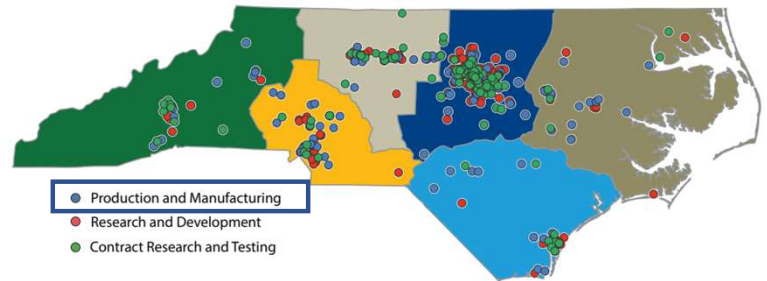 Production and Manufacturing
Research and Development
Contract Research and Testing